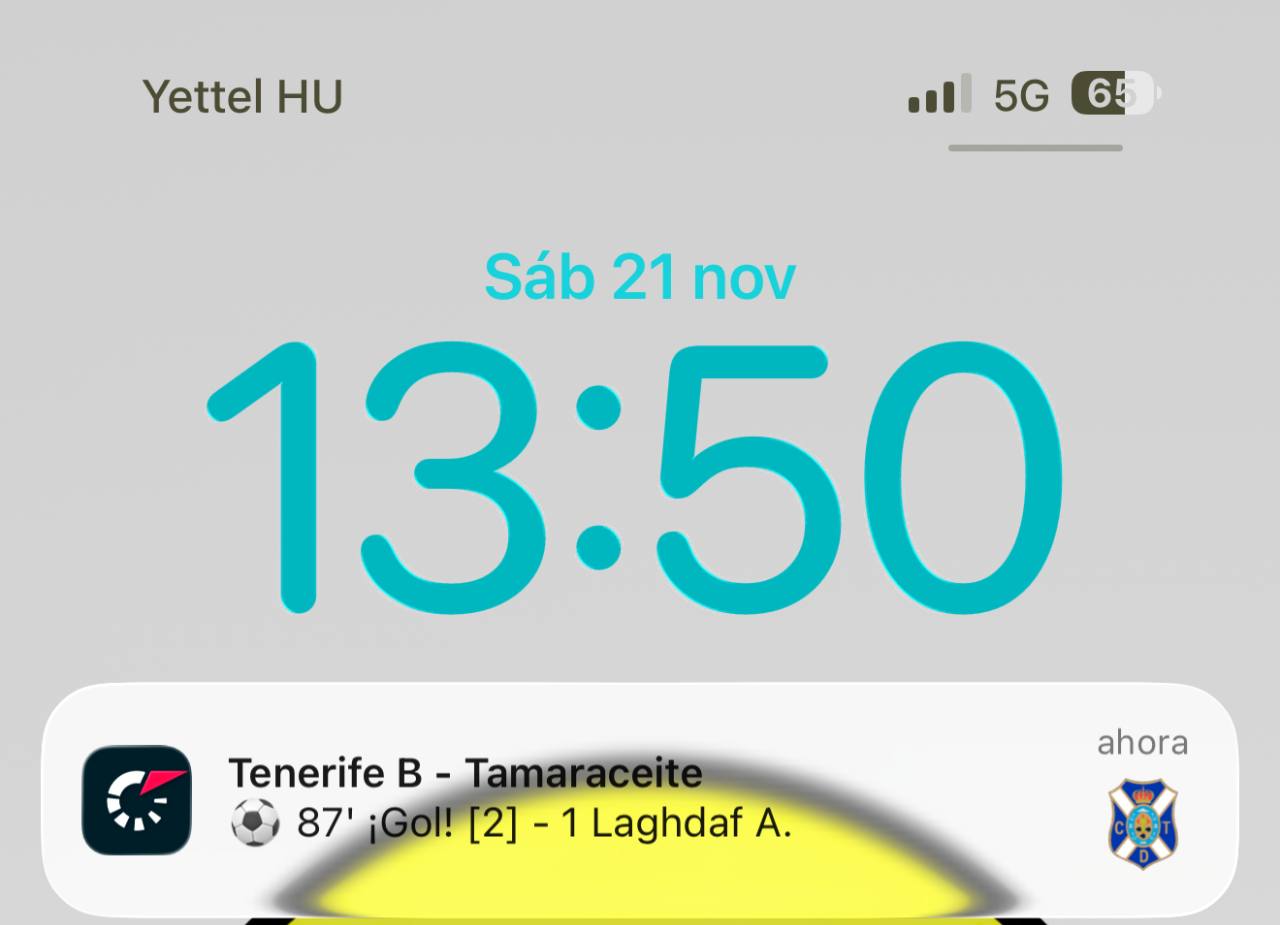 Yettel HU 5G 65
Sáb 21 nov
13:50
ahora
Tenerife B - Tamaraceite
⚽ 87' ¡Gol! [2] - 1 Laghdaf A.
C T
D